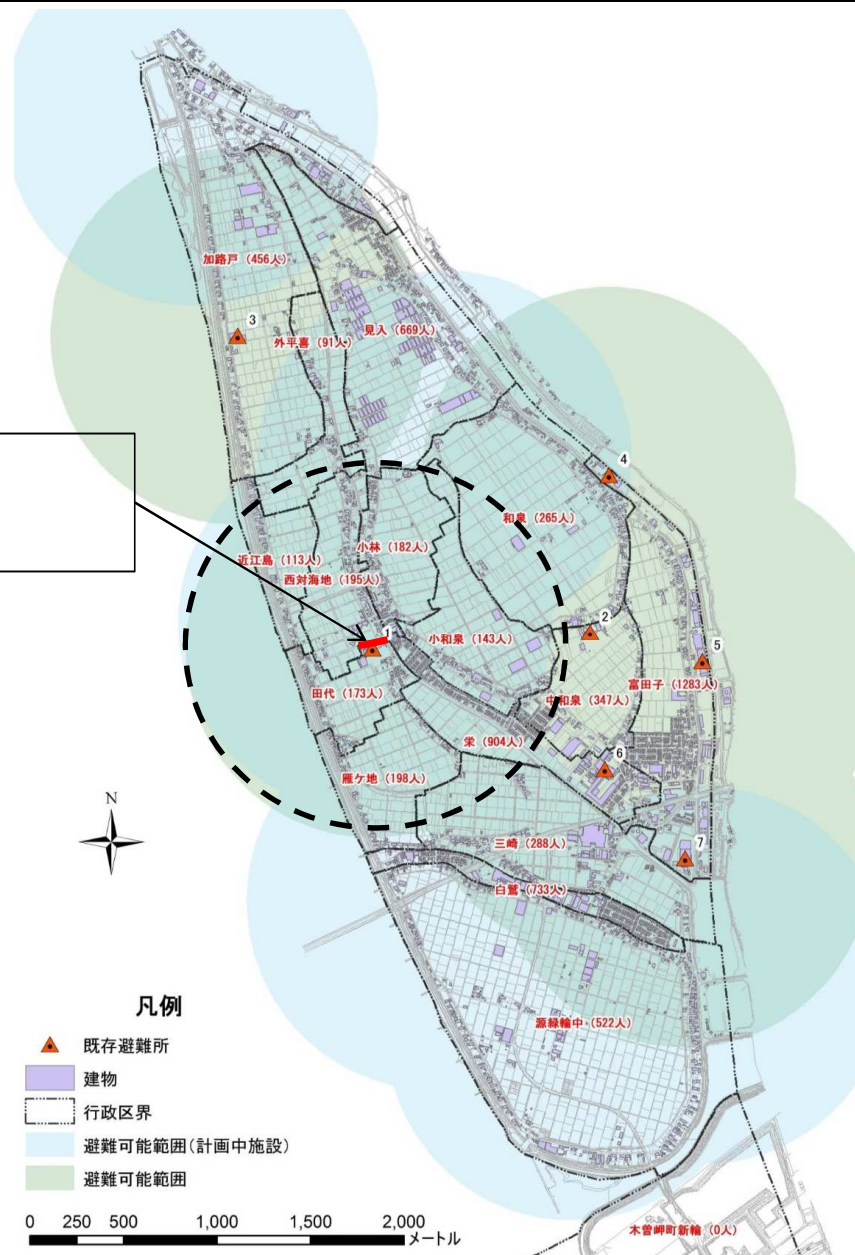 加路戸 (456人)
3
外平喜 (91人)
見入 (669人)
4
和泉 (265人)
小林 (182人)
近江島 (113人)
西対海地 (195人)
2
1
小和泉 (143人)
5
富田子 (1283人)
田代 (173人)
中和泉 (347人)
栄 (904人)
6
雁ケ地 (198人)
N
三崎 (288人)
7
白鷺 (733人)
源緑輪中 (522人)
凡例
既存避難所
建物
行政区界
避難可能範囲(計画中施設)
避難可能範囲
0 250 500 1,000 1,500 2,000
メートル
木曽岬町新輪 (0人)